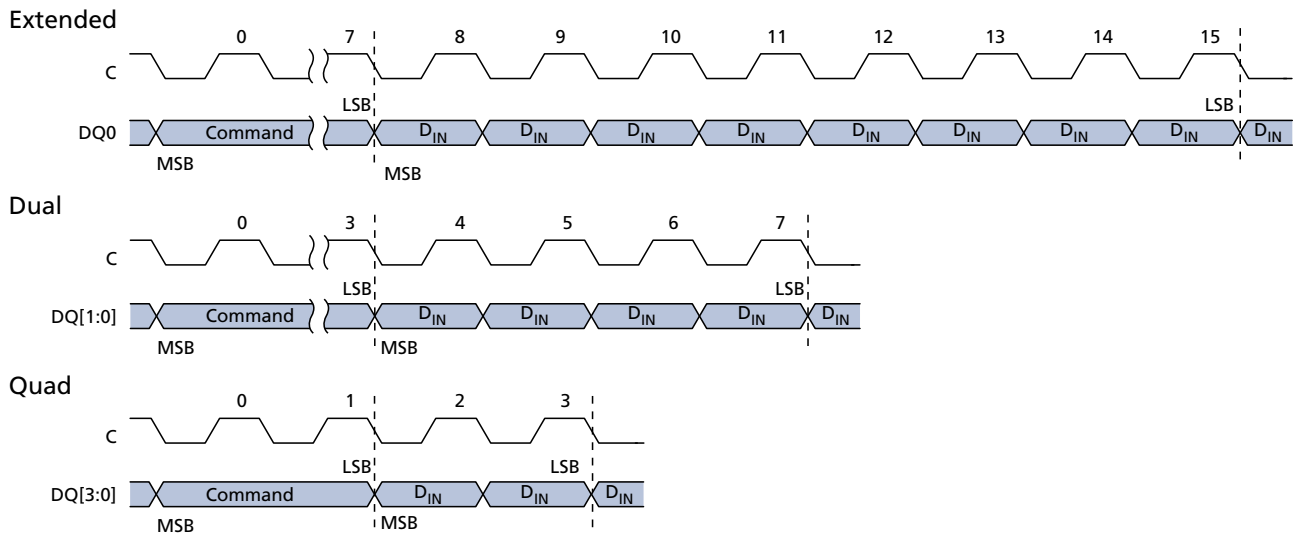 Extended
0 7 8 9 10 11 12 13 14 15
C
LSB LSB
DQ0 Command DIN DIN DIN DIN DIN DIN DIN DIN DIN
MSB MSB
Dual
0 3 4 5 6 7
C
LSB LSB
DQ[1:0] Command DIN DIN DIN DIN DIN
MSB MSB
Quad
0 1 2 3
C
LSB LSB
DQ[3:0] Command DIN DIN DIN
MSB MSB